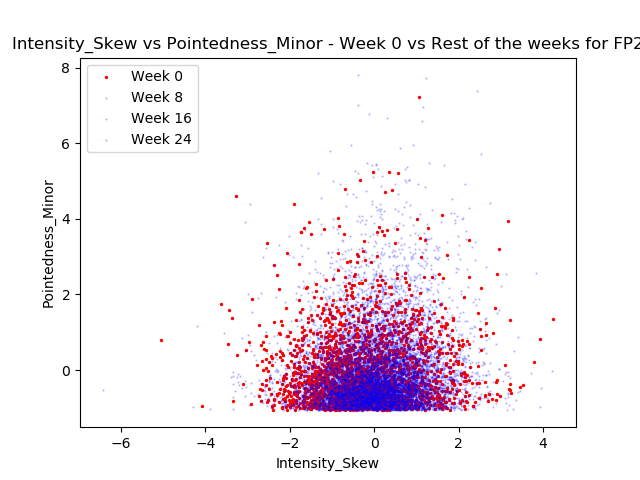 Intensity_Skew vs Pointedness_Minor - Week 0 vs Rest of the weeks for FP2
Week 0
Week 8
Week 16
Week 24
8
6
4
2
0
Pointedness_Minor
−6
−4
−2
0
2
4
Intensity_Skew